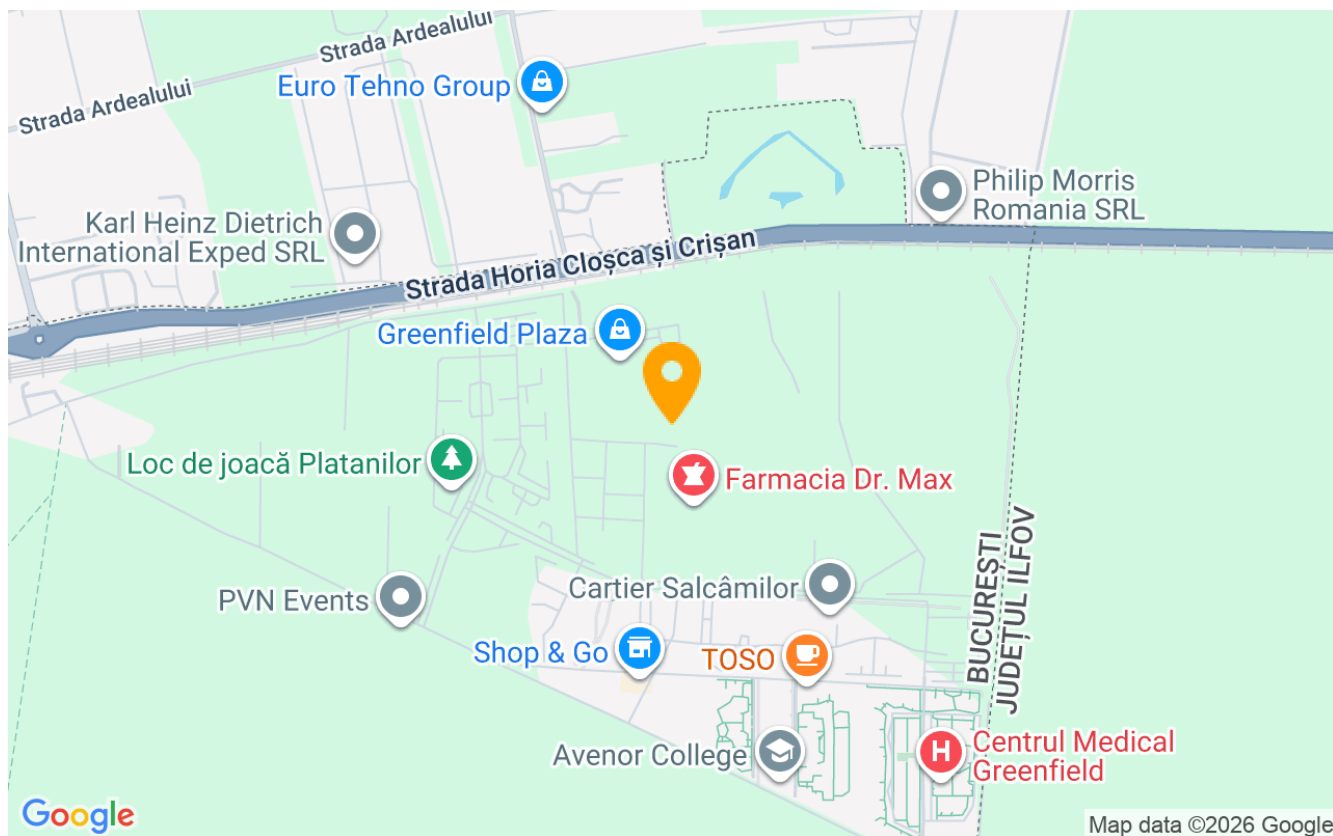 Strada Ardealului
Strada Ardealului
Euro Tehno Group
Philip Morris
Romania SRL
Karl Heinz Dietrich
International Exped SRL
Strada Horia Cloșca și Crișan
Greenfield Plaza
Loc de joacă Platanilor
Farmacia Dr. Max
BUCUREȘTI
JUDEȚUL ILFOV
Cartier Salcâmilor
PVN Events
Shop & Go
TOSO
Avenor College
H
Centrul Medical
Greenfield
Google
Map data ©2026 Google